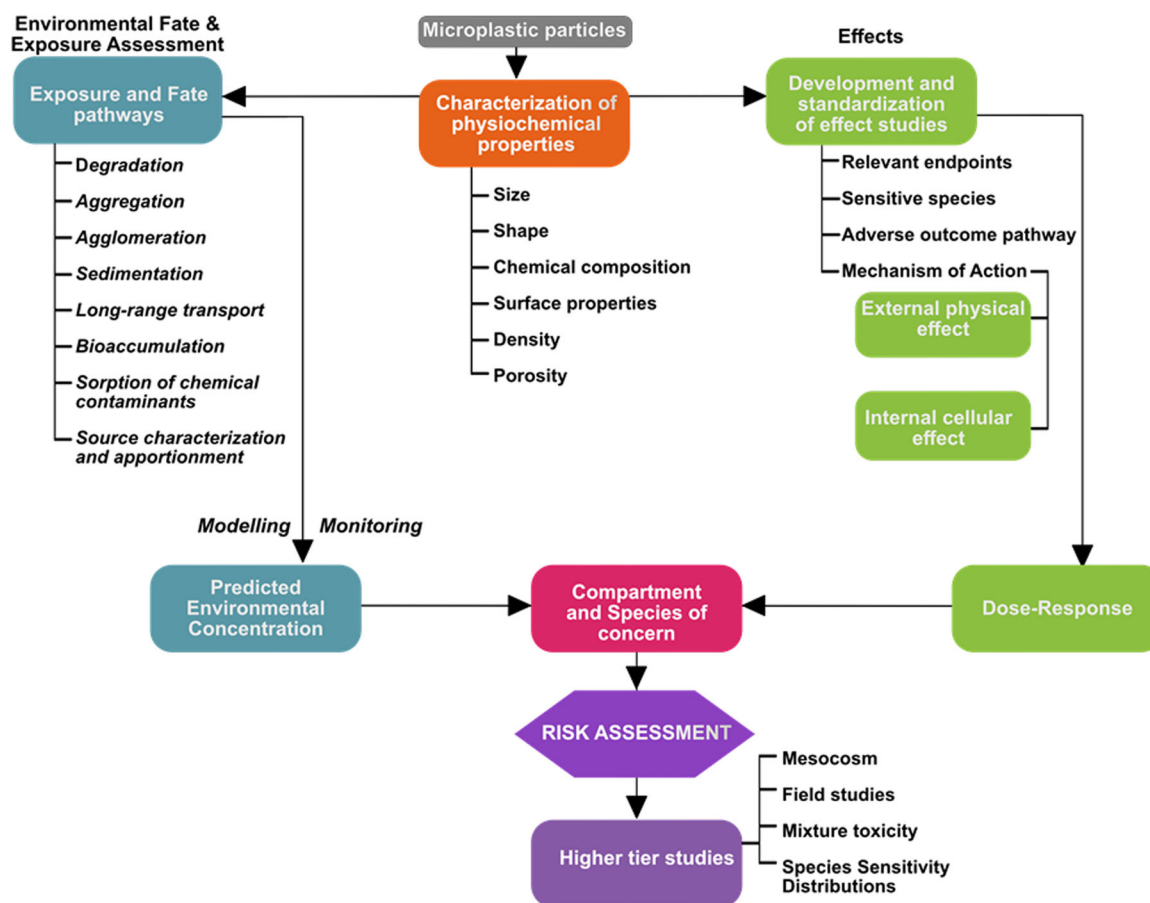 Environmental Fate &
Exposure Assessment
Microplastic particles
Effects
Exposure and Fate
pathways
Characterization of
physiochemical
properties
Development and
standardization
of effect studies
Degradation
Aggregation
Agglomeration
Sedimentation
Long-range transport
Bioaccumulation
Sorption of chemical
contaminants
Source characterization
and apportionment
Size
Shape
Chemical composition
Surface properties
Density
Porosity
Relevant endpoints
Sensitive species
Adverse outcome pathway
Mechanism of Action
External physical
effect
Internal cellular
effect
Modelling
Monitoring
Predicted
Environmental
Concentration
Compartment
and Species of
concern
Dose-Response
RISK ASSESSMENT
Higher tier studies
Mesocosm
Field studies
Mixture toxicity
Species Sensitivity
Distributions